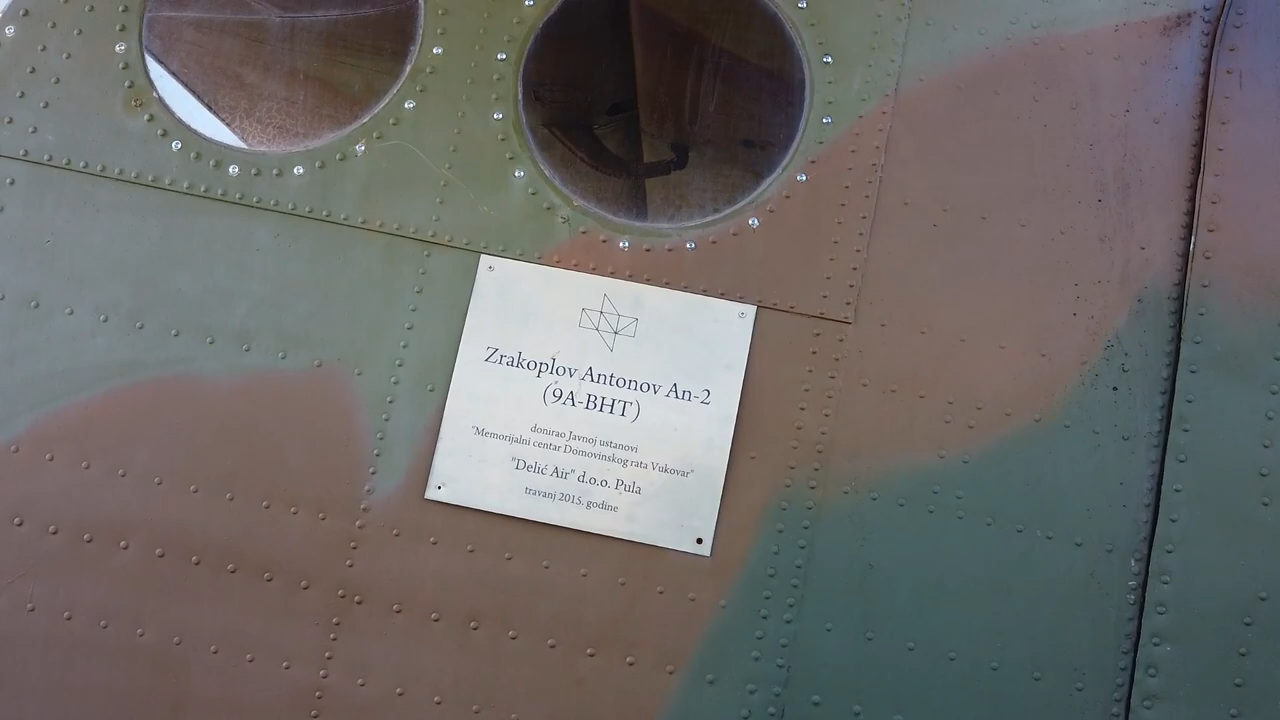 Zrakoplov Antonov An-2
(9A-BHT)
donirao Javnoj ustanovi
"Memorijalni centar Domovinskog rata Vukovar"
"Delić Air" d.o.o. Pula
travanj 2015. godine